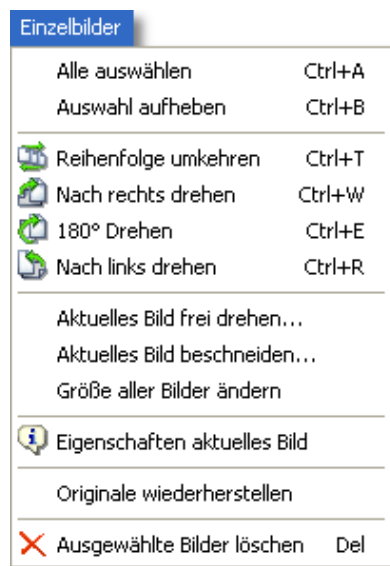 Einzelbilder
Alle auswählen Ctrl+A
Auswahl aufheben Ctrl+B
Reihenfolge umkehren Ctrl+T
Nach rechts drehen Ctrl+W
180° Drehen Ctrl+E
Nach links drehen Ctrl+R
Aktuelles Bild frei drehen...
Aktuelles Bild beschneiden...
Größe aller Bilder ändern
Eigenschaften aktuelles Bild
Originale wiederherstellen
Ausgewählte Bilder löschen Del